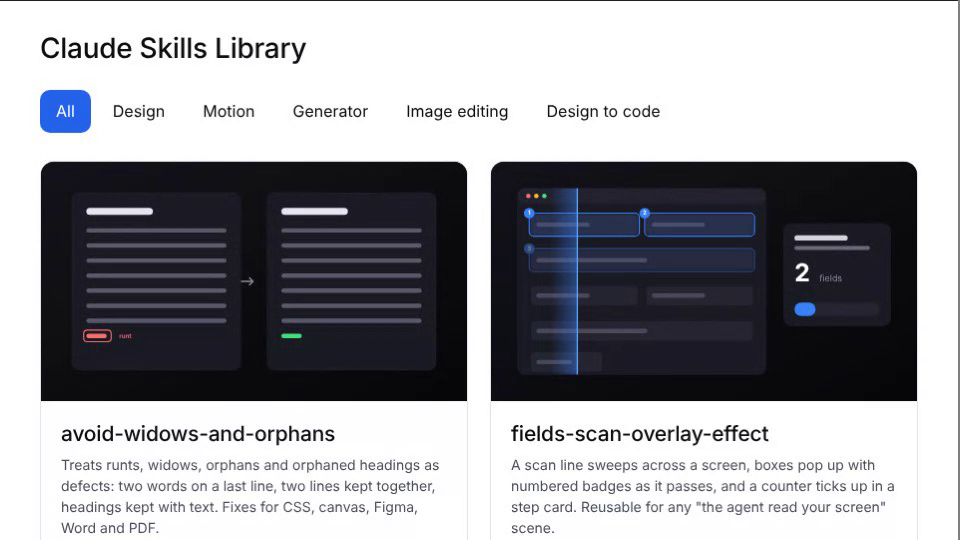 Claude Skills Library
All Design Motion Generator Image editing Design to code
runt
1 2
3
2 fields
avoid-widows-and-orphans
Treats runts, widows, orphans and orphaned headings as
defects: two words on a last line, two lines kept together,
headings kept with text. Fixes for CSS, canvas, Figma,
Word and PDF.
fields-scan-overlay-effect
A scan line sweeps across a screen, boxes pop up with
numbered badges as it passes, and a counter ticks up in a
step card. Reusable for any "the agent read your screen"
scene.